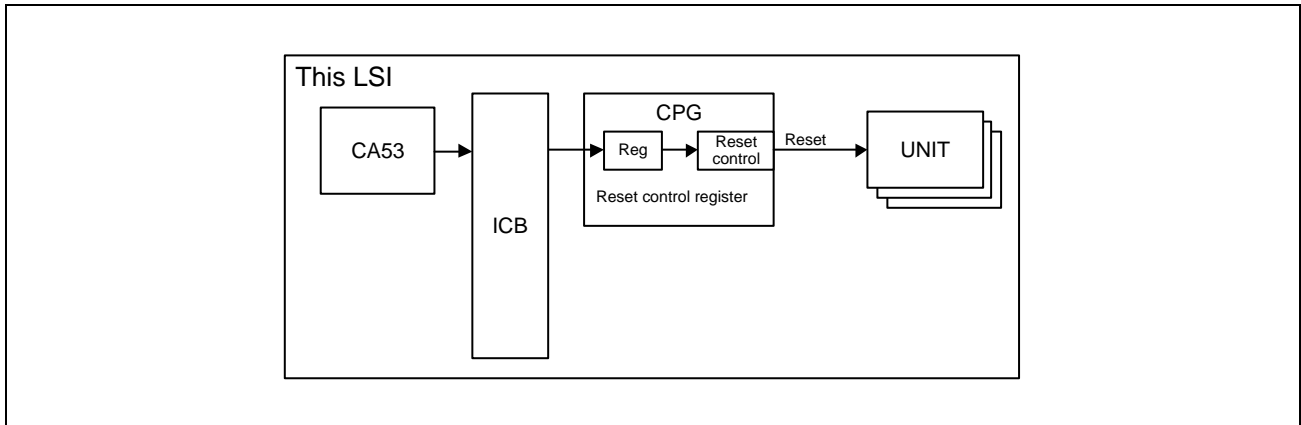 This LSI
CA53
ICB
CPG
Reg
Reset
control
Reset control register
Reset
UNIT